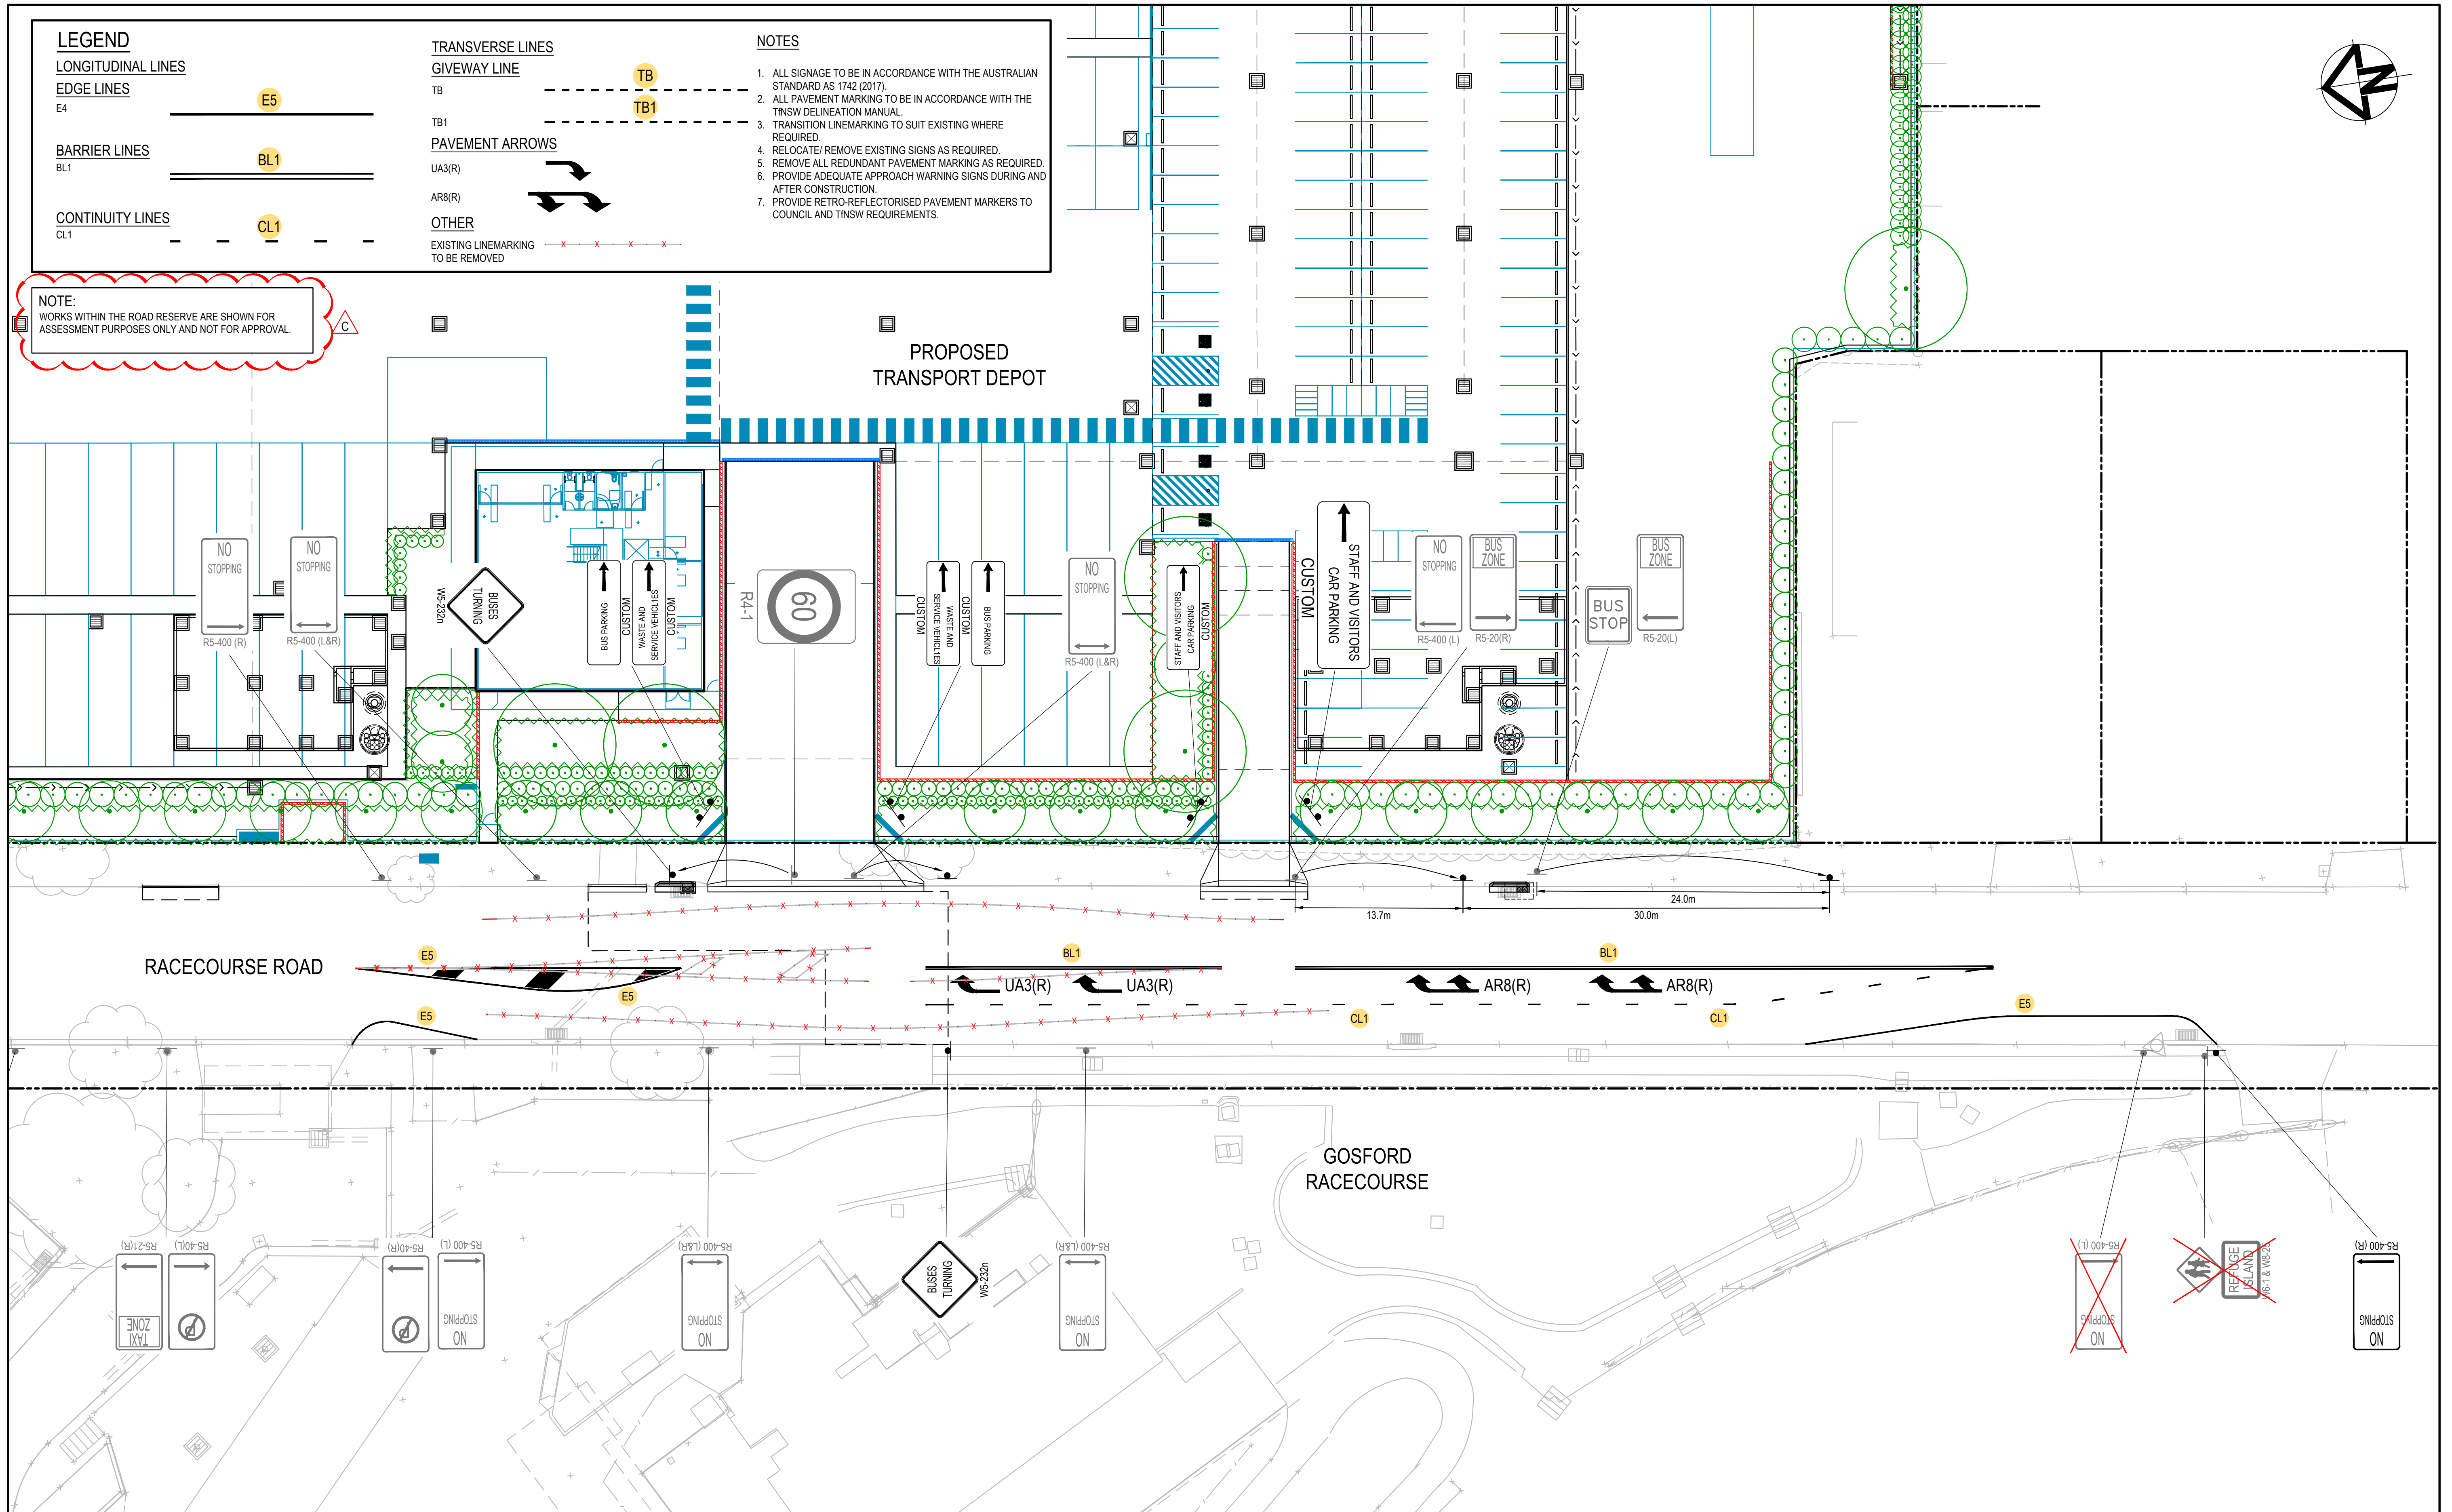 LEGEND
LONGITUDINAL LINES
EDGE LINES
E4
E5
BARRIER LINES
BL1
BL1
CONTINUITY LINES
CL1
CL1
TRANSVERSE LINES
GIVEWAY LINE
TB
TB
TB1
TB1
PAVEMENT ARROWS
UA3(R)
AR8(R)
OTHER
EXISTING LINEMARKING
TO BE REMOVED
NOTES
1. ALL SIGNAGE TO BE IN ACCORDANCE WITH THE AUSTRALIAN
STANDARD AS 1742 (2017).
2. ALL PAVEMENT MARKING TO BE IN ACCORDANCE WITH THE
TfNSW DELINEATION MANUAL.
3. TRANSITION LINEMARKING TO SUIT EXISTING WHERE
REQUIRED.
4. RELOCATE/ REMOVE EXISTING SIGNS AS REQUIRED.
5. REMOVE ALL REDUNDANT PAVEMENT MARKING AS REQUIRED.
6. PROVIDE ADEQUATE APPROACH WARNING SIGNS DURING AND
AFTER CONSTRUCTION.
7. PROVIDE RETRO-REFLECTORISED PAVEMENT MARKERS TO
COUNCIL AND TfNSW REQUIREMENTS.
N
NOTE:
WORKS WITHIN THE ROAD RESERVE ARE SHOWN FOR
ASSESSMENT PURPOSES ONLY AND NOT FOR APPROVAL.
C
PROPOSED
TRANSPORT DEPOT
NO
STOPPING
R5-400 (R)
NO
STOPPING
R5-400 (L&R)
W5-232n
BUSES
TURNING
BUS PARKING
CUSTOM
WASTE AND
SERVICE VEHICL1ES
CUSTOM
R4-1
60
CUSTOM
WASTE AND
SERVICE VEHICL1ES
CUSTOM
BUS PARKING
NO
STOPPING
R5-400 (L&R)
STAFF AND VISITORS
CAR PARKING
CUSTOM
CUSTOM
STAFF AND VISITORS
CAR PARKING
NO
STOPPING
R5-400 (L)
BUS
ZONE
R5-20(R)
BUS
STOP
BUS
ZONE
R5-20(L)
13.7m
24.0m
30.0m
RACECOURSE ROAD
E5
E5
E5
BL1
BL1
UA3(R)
UA3(R)
AR8(R)
AR8(R)
CL1
CL1
E5
GOSFORD
RACECOURSE
R5-21(R)
TAXI
ZONE
R5-40(L)
P
R5-40(R)
P
R5-400 (L)
NO
STOPPING
R5-400 (L&R)
NO
STOPPING
BUSES
TURNING
W5-232n
R5-400 (L&R)
NO
STOPPING
R5-400 (L)
NO
STOPPING
REFUGE
ISLAND
W6-1 & W8-25
R5-400 (R)
NO
STOPPING